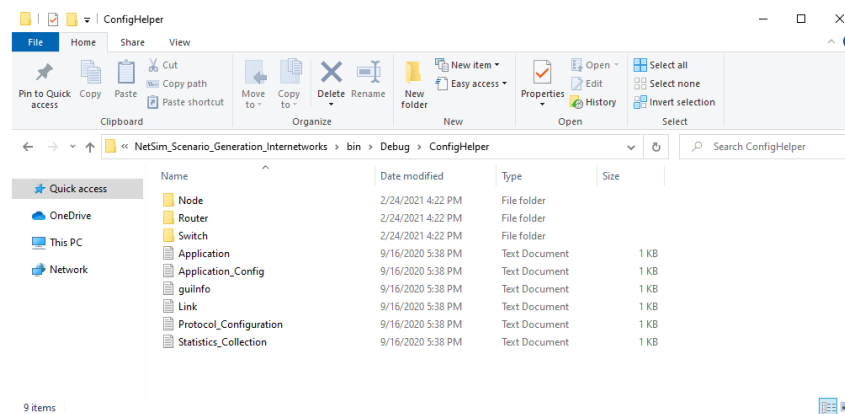 ConfigHelper
File Home Share View
Pin to Quick access
Copy
Paste
Cut
Copy path
Paste shortcut
Clipboard
Move to
Copy to
Delete
Rename
Organize
New folder
New item
Easy access
New
Properties
Open
Edit
History
Open
Select all
Select none
Invert selection
Select
« NetSim_Scenario_Generation_Internetworks › bin › Debug › ConfigHelper
Search ConfigHelper
Quick access
OneDrive
This PC
Network
Name Date modified Type Size
Node 2/24/2021 4:22 PM File folder
Router 2/24/2021 4:22 PM File folder
Switch 2/24/2021 4:22 PM File folder
Application 9/16/2020 5:38 PM Text Document 1 KB
Application_Config 9/16/2020 5:38 PM Text Document 1 KB
guiInfo 9/16/2020 5:38 PM Text Document 1 KB
Link 9/16/2020 5:38 PM Text Document 1 KB
Protocol_Configuration 9/16/2020 5:38 PM Text Document 1 KB
Statistics_Collection 9/16/2020 5:38 PM Text Document 1 KB
9 items